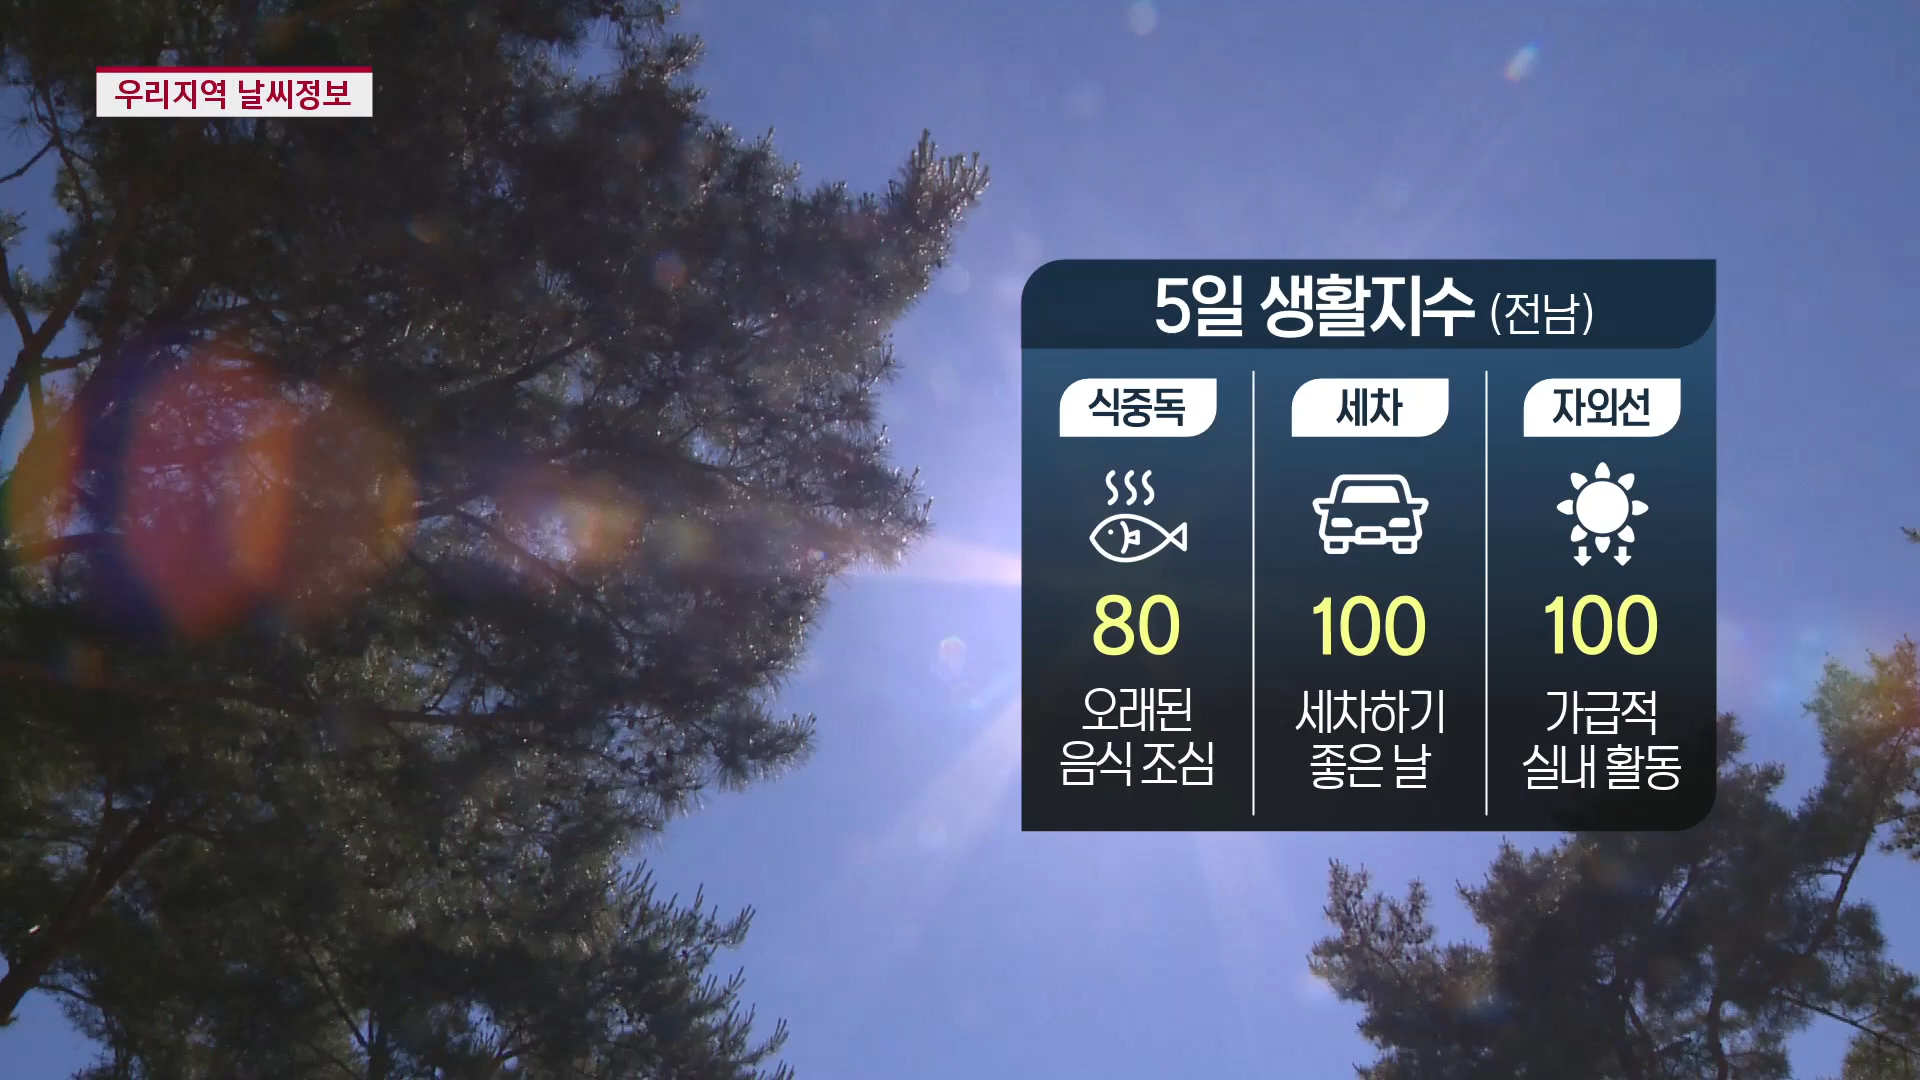 우리지역 날씨정보
5일 생활지수 (전남)
식중독
80
오래된
음식 조심
세차
100
세차하기
좋은 날
자외선
100
가급적
실내 활동